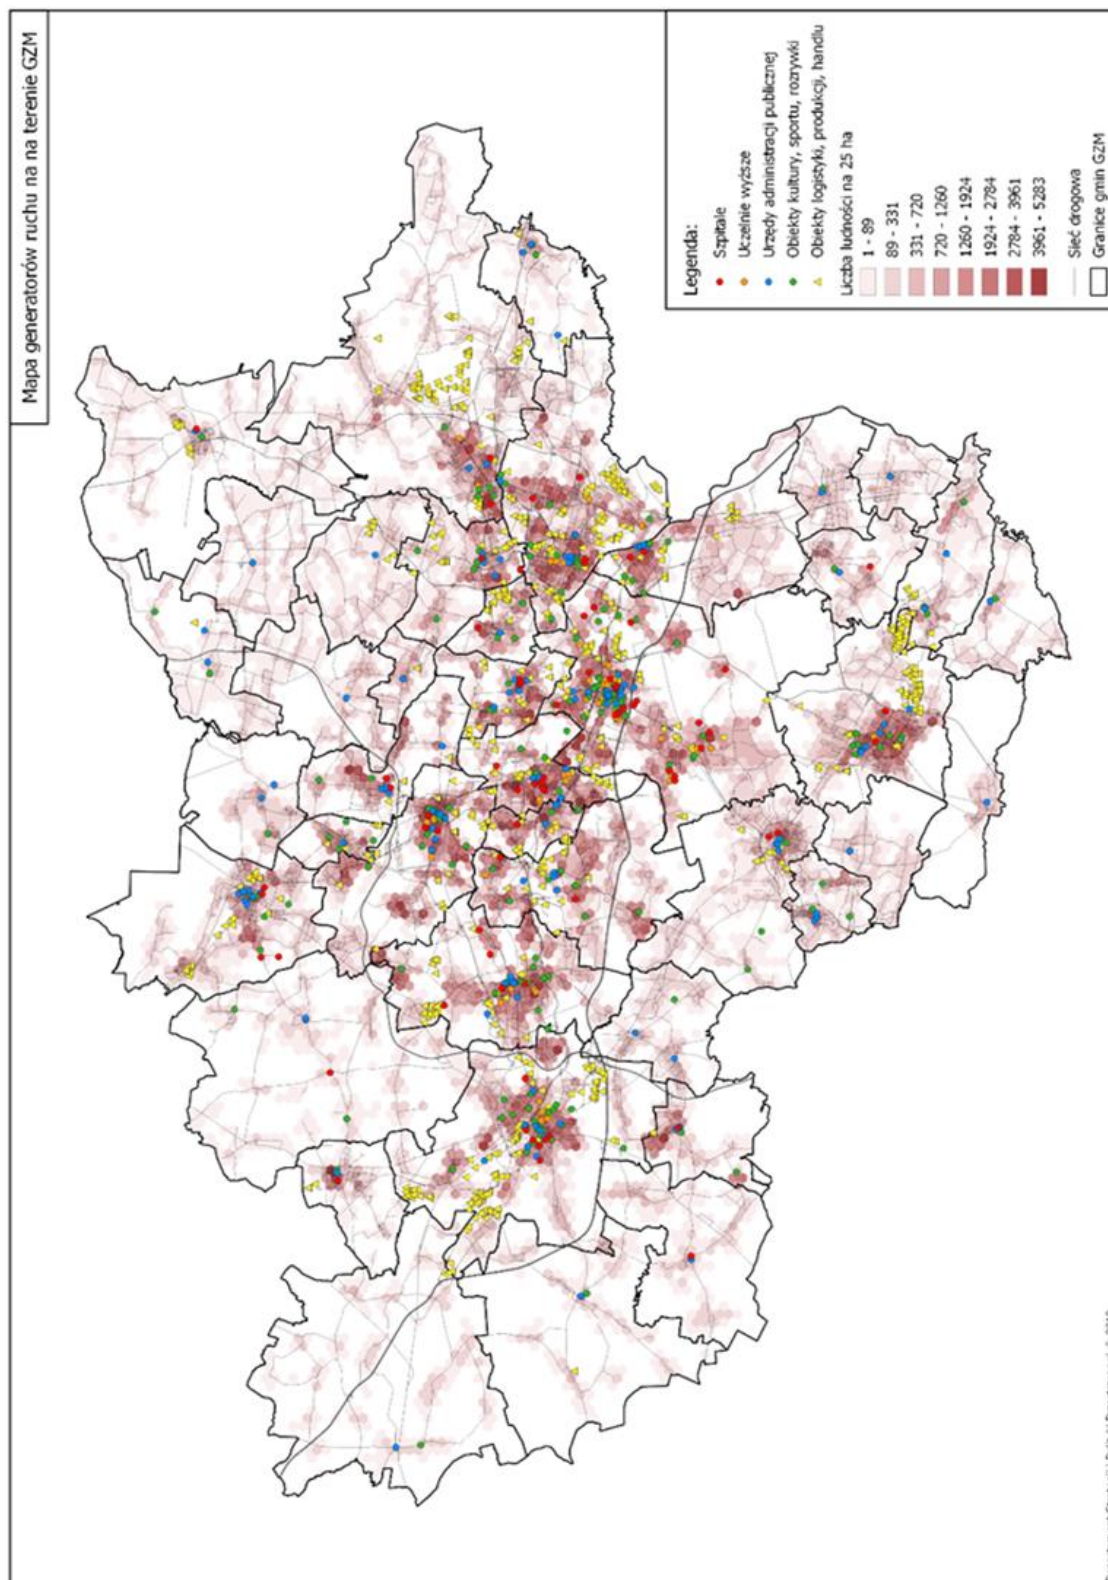 Mapa generatorów ruchu na na terenie GZM
Legenda:
Szpitale
Uczelnie wyższe
Urzędy administracji publicznej
Obiekty kultury, sportu, rozrywki
Obiekty logistyki, produkcji, handlu
Liczba ludności na 25 ha
1 - 89
89 - 331
331 - 720
720 - 1260
1260 - 1924
1924 - 2784
2784 - 3961
3961 - 5283
Sieć drogowa
Granice gmin GZM